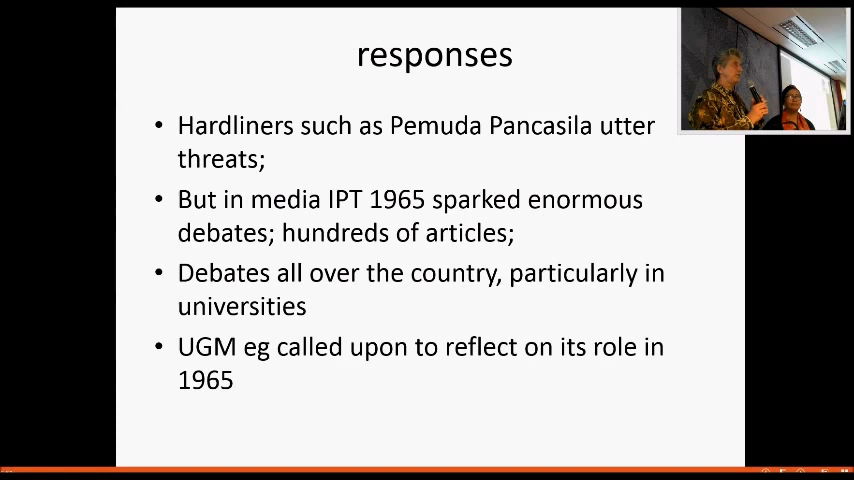 responses
• Hardliners such as Pemuda Pancasila utter
threats;
• But in media IPT 1965 sparked enormous
debates; hundreds of articles;
• Debates all over the country, particularly in
universities
• UGM eg called upon to reflect on its role in
1965